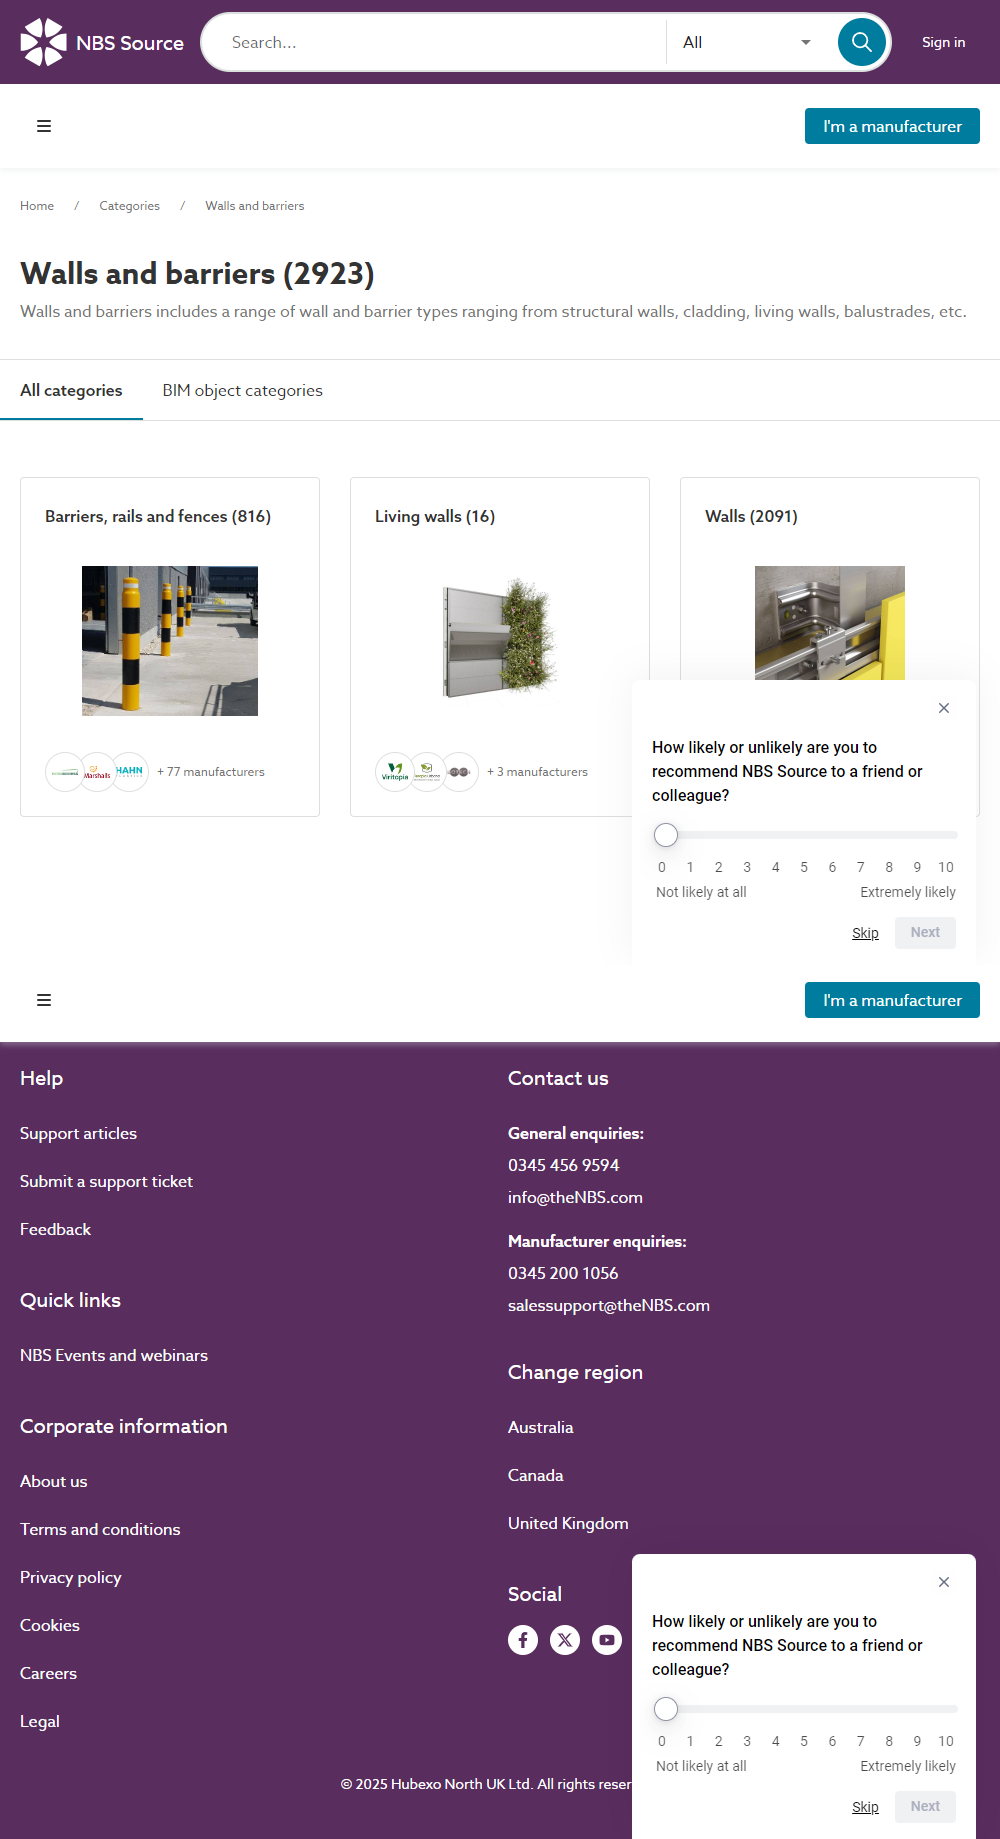 NBS Source
Search...
All
Sign in
I'm a manufacturer
Home / Categories / Walls and barriers
Walls and barriers (2923)
Walls and barriers includes a range of wall and barrier types ranging from structural walls, cladding, living walls, balustrades, etc.
All categories
BIM object categories
Barriers, rails and fences (816)
Marshalls
HAHN
+ 77 manufacturers
Living walls (16)
Viritopia
+ 3 manufacturers
Walls (2091)
How likely or unlikely are you to
recommend NBS Source to a friend or
colleague?
0 1 2 3 4 5 6 7 8 9 10
Not likely at all
Extremely likely
Skip
Next
I'm a manufacturer
Help
Support articles
Submit a support ticket
Feedback
Quick links
NBS Events and webinars
Corporate information
About us
Terms and conditions
Privacy policy
Cookies
Careers
Legal
Contact us
General enquiries:
0345 456 9594
info@theNBS.com
Manufacturer enquiries:
0345 200 1056
salessupport@theNBS.com
Change region
Australia
Canada
United Kingdom
Social
How likely or unlikely are you to
recommend NBS Source to a friend or
colleague?
0 1 2 3 4 5 6 7 8 9 10
Not likely at all
Extremely likely
Skip
Next
© 2025 Hubexo North UK Ltd. All rights reser